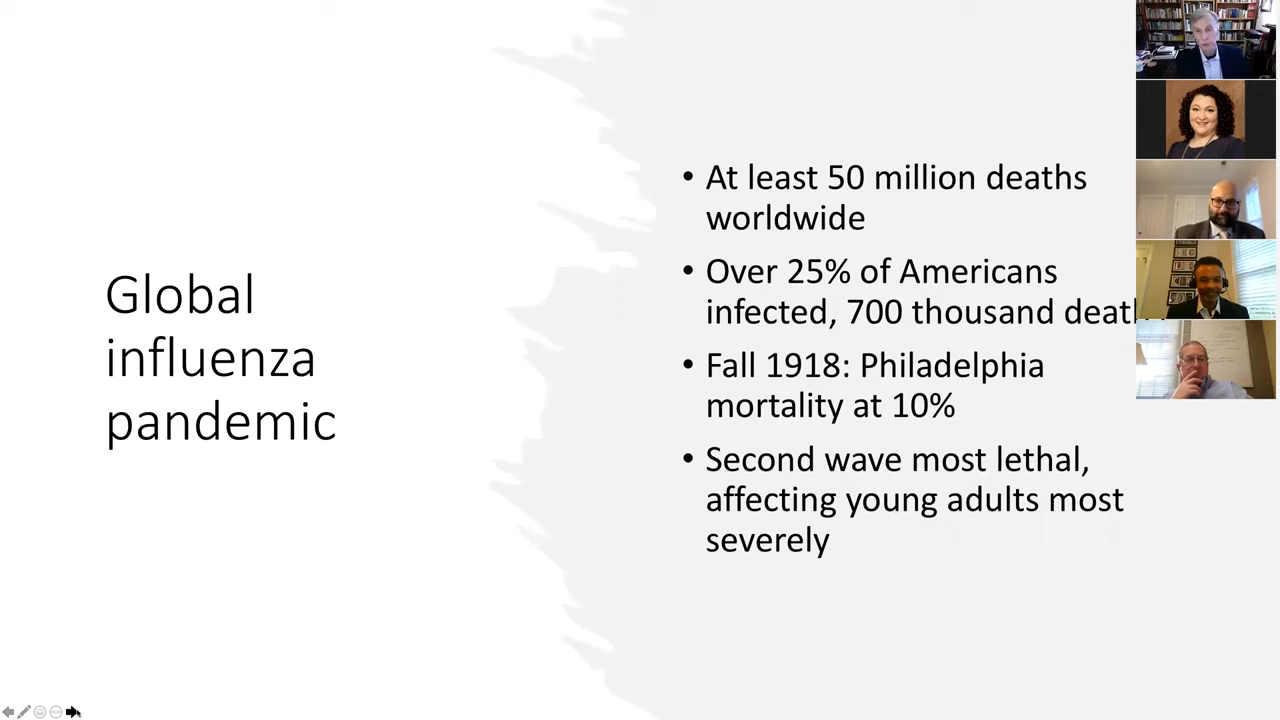 Global
influenza
pandemic
• At least 50 million deaths
worldwide
• Over 25% of Americans
infected, 700 thousand death
• Fall 1918: Philadelphia
mortality at 10%
• Second wave most lethal,
affecting young adults most
severely